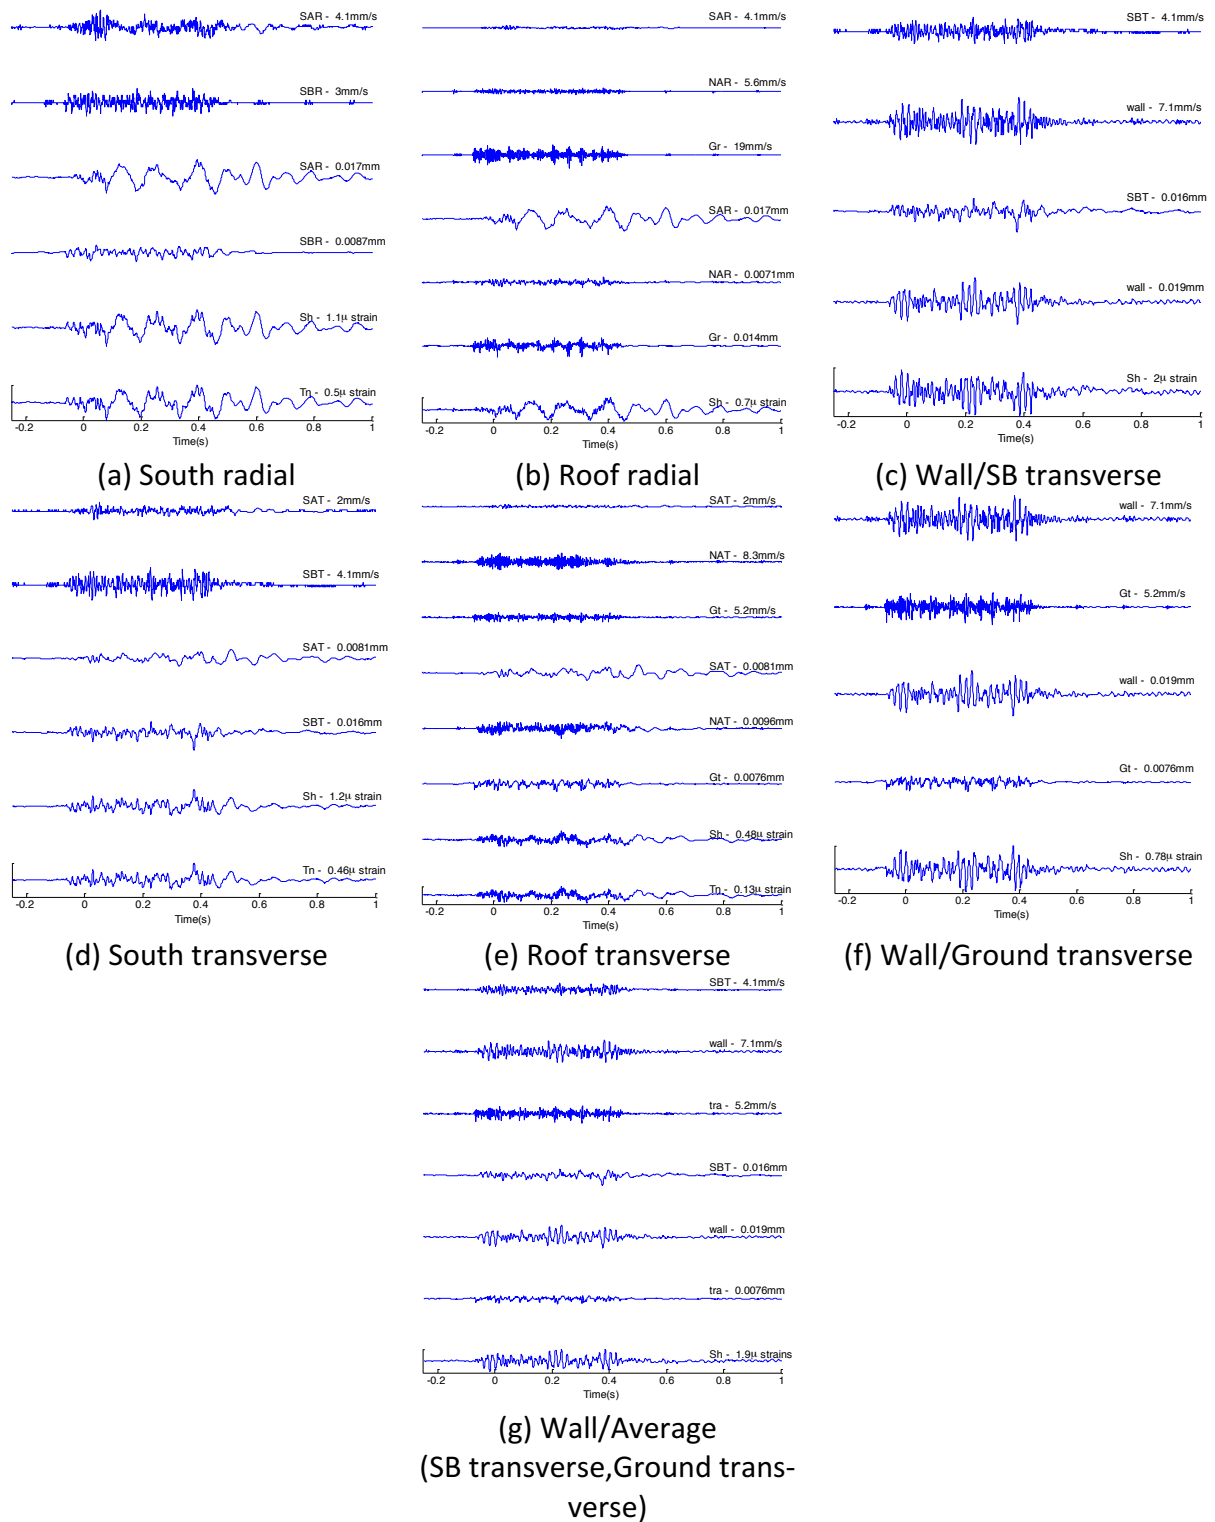 SAR - 4.1mm/s
SBR - 3mm/s
SAR - 0.017mm
SBR - 0.0087mm
Sh - 1.1μ strain
Tn - 0.5μ strain
-0.2 0 0.2 0.4 0.6 0.8 1
Time(s)
(a) South radial
SAR - 4.1mm/s
NAR - 5.6mm/s
Gr - 19mm/s
SAR - 0.017mm
NAR - 0.0071mm
Gr - 0.014mm
Sh - 0.7μ strain
-0.2 0 0.2 0.4 0.6 0.8 1
Time(s)
(b) Roof radial
SBT - 4.1mm/s
wall - 7.1mm/s
SBT - 0.016mm
wall - 0.019mm
Sh - 2μ strain
-0.2 0 0.2 0.4 0.6 0.8 1
Time(s)
(c) Wall/SB transverse
SAT - 2mm/s
SBT - 4.1mm/s
SAT - 0.0081mm
SBT - 0.016mm
Sh - 1.2μ strain
Tn - 0.46μ strain
-0.2 0 0.2 0.4 0.6 0.8 1
Time(s)
(d) South transverse
SAT - 2mm/s
NAT - 8.3mm/s
Gt - 5.2mm/s
SAT - 0.0081mm
NAT - 0.0096mm
Gt - 0.0076mm
Sh - 0.48μ strain
Tn - 0.13μ strain
-0.2 0 0.2 0.4 0.6 0.8 1
Time(s)
(e) Roof transverse
wall - 7.1mm/s
Gt - 5.2mm/s
wall - 0.019mm
Gt - 0.0076mm
Sh - 0.78μ strain
-0.2 0 0.2 0.4 0.6 0.8 1
Time(s)
(f) Wall/Ground transverse
SBT - 4.1mm/s
wall - 7.1mm/s
tra - 5.2mm/s
SBT - 0.016mm
wall - 0.019mm
tra - 0.0076mm
Sh - 1.9μ strains
-0.2 0 0.2 0.4 0.6 0.8 1
Time(s)
(g) Wall/Average
(SB transverse,Ground trans-
verse)